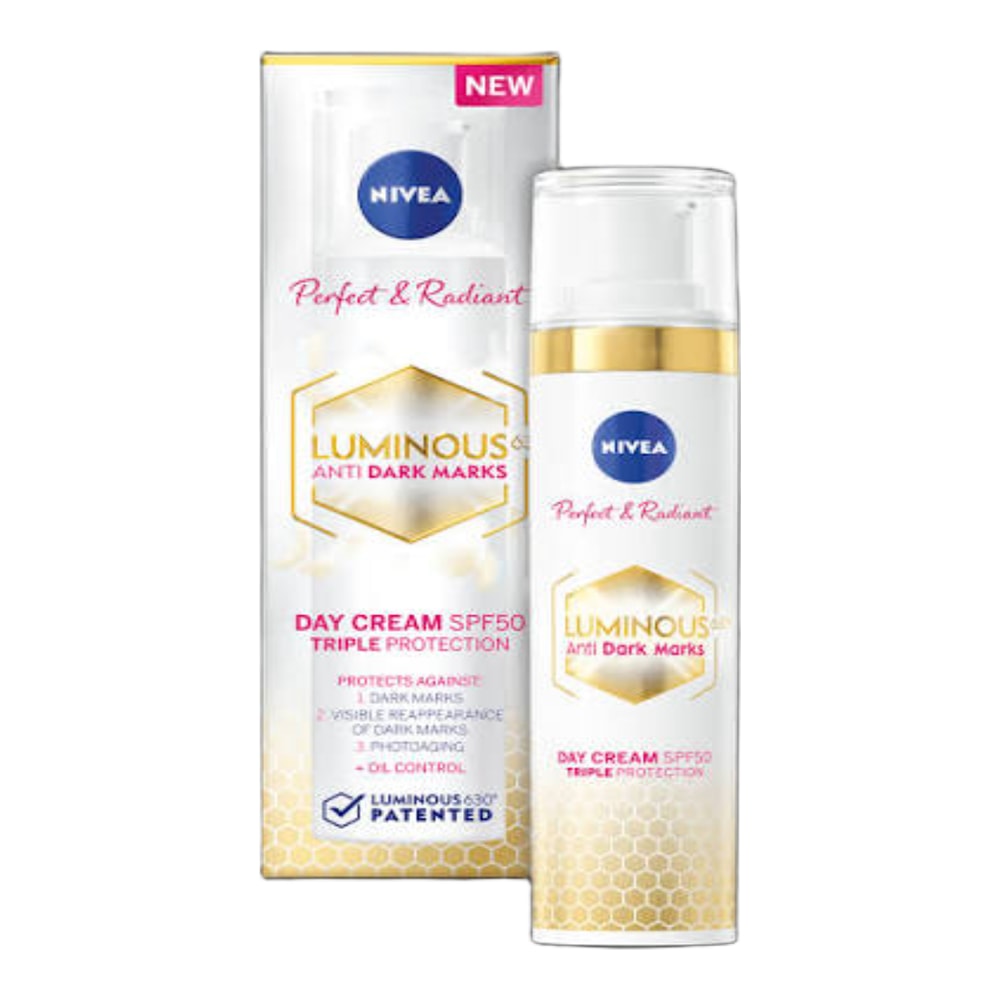 NEW
NIVEA
Perfect & Radiant
LUMINOUS
ANTI DARK MARKS
DAY CREAM SPF50
TRIPLE PROTECTION
PROTECTS AGAINST:
1. DARK MARKS
2. VISIBLE REAPPEARANCE
OF DARK MARKS
3. PHOTOAGING
+ OIL CONTROL
LUMINOUS630®
PATENTED
NIVEA
Perfect & Radiant
LUMINOUS
Anti Dark Marks
DAY CREAM SPF50
TRIPLE PROTECTION